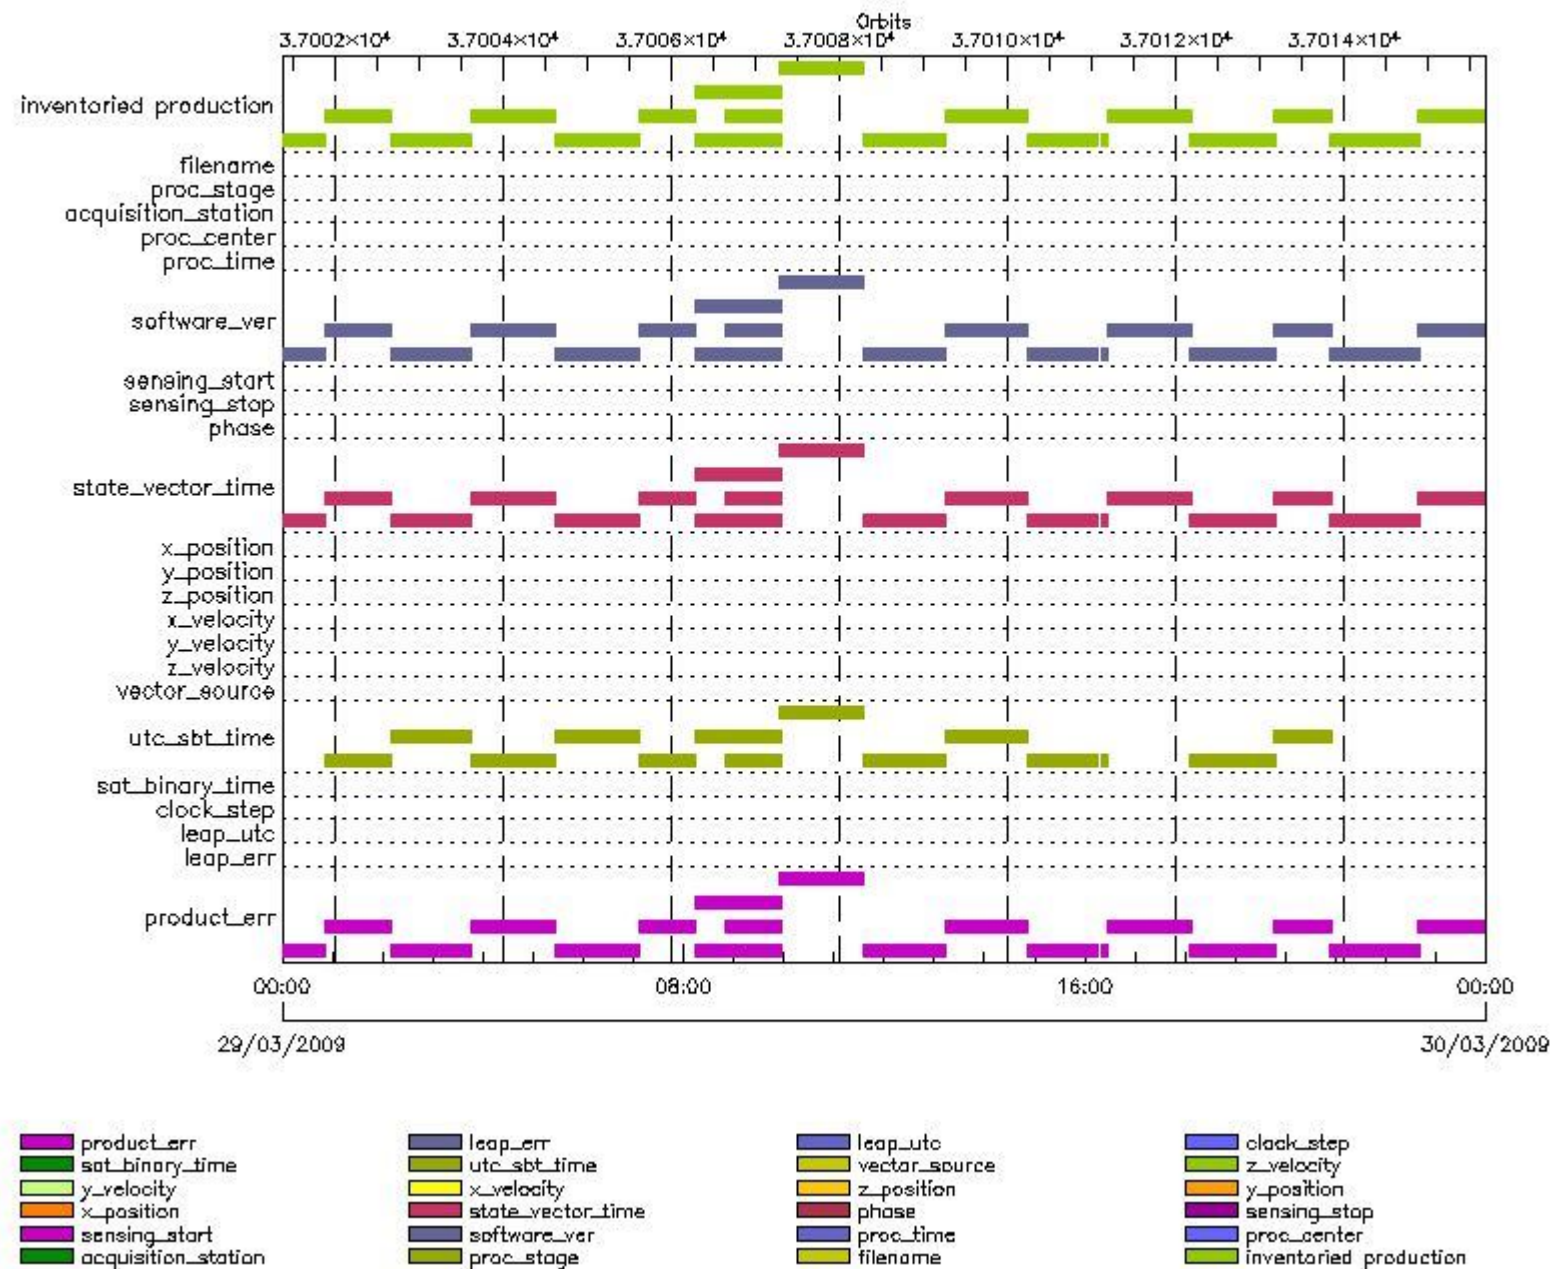 Orbits
3.7002×10⁴ 3.7004×10⁴ 3.7006×10⁴ 3.7008×10⁴ 3.7010×10⁴ 3.7012×10⁴ 3.7014×10⁴
inventoried production
filename
proc_stage
acquisition_station
proc_center
proc_time
software_ver
sensing_start
sensing_stop
phase
state_vector_time
x_position
y_position
z_position
x_velocity
y_velocity
z_velocity
vector_source
utc_sbt_time
sat_binary_time
clock_step
leap_utc
leap_err
product_err
00:00 08:00 16:00 00:00
29/03/2009 30/03/2009
product_err leap_err leap_utc clock_step
sat_binary_time utc_sbt_time vector_source z_velocity
y_velocity x_velocity z_position y_position
x_position state_vector_time phase sensing_stop
sensing_start software_ver proc_time proc_center
acquisition_station proc_stage filename inventoried production